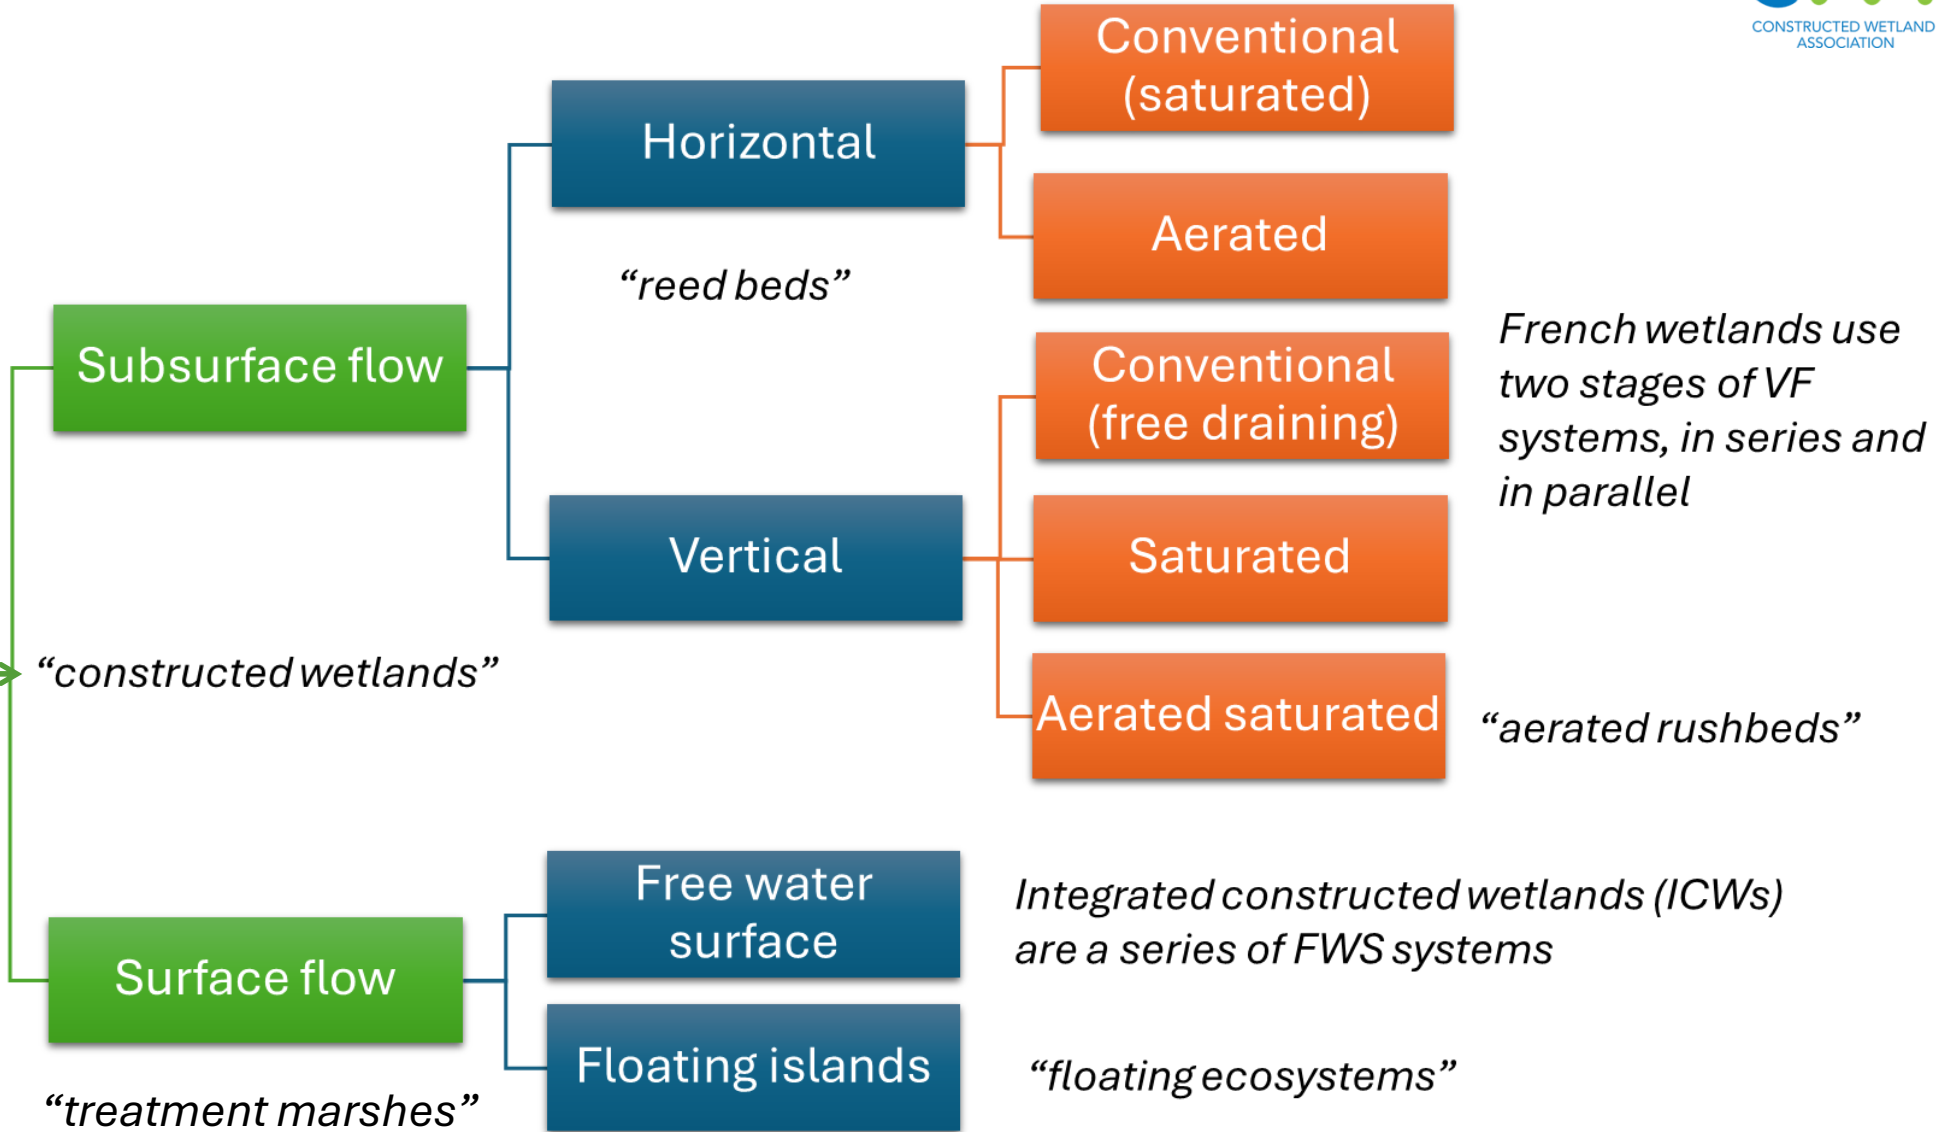 CONSTRUCTED WETLAND
ASSOCIATION
Conventional
(saturated)
Horizontal
Aerated
“reed beds”
Subsurface flow
Conventional
(free draining)
French wetlands use
two stages of VF
systems, in series and
in parallel
Vertical
Saturated
“constructed wetlands”
Aerated saturated
“aerated rushbeds”
Free water
surface
Integrated constructed wetlands (ICWs)
are a series of FWS systems
Surface flow
Floating islands
“floating ecosystems”
“treatment marshes”